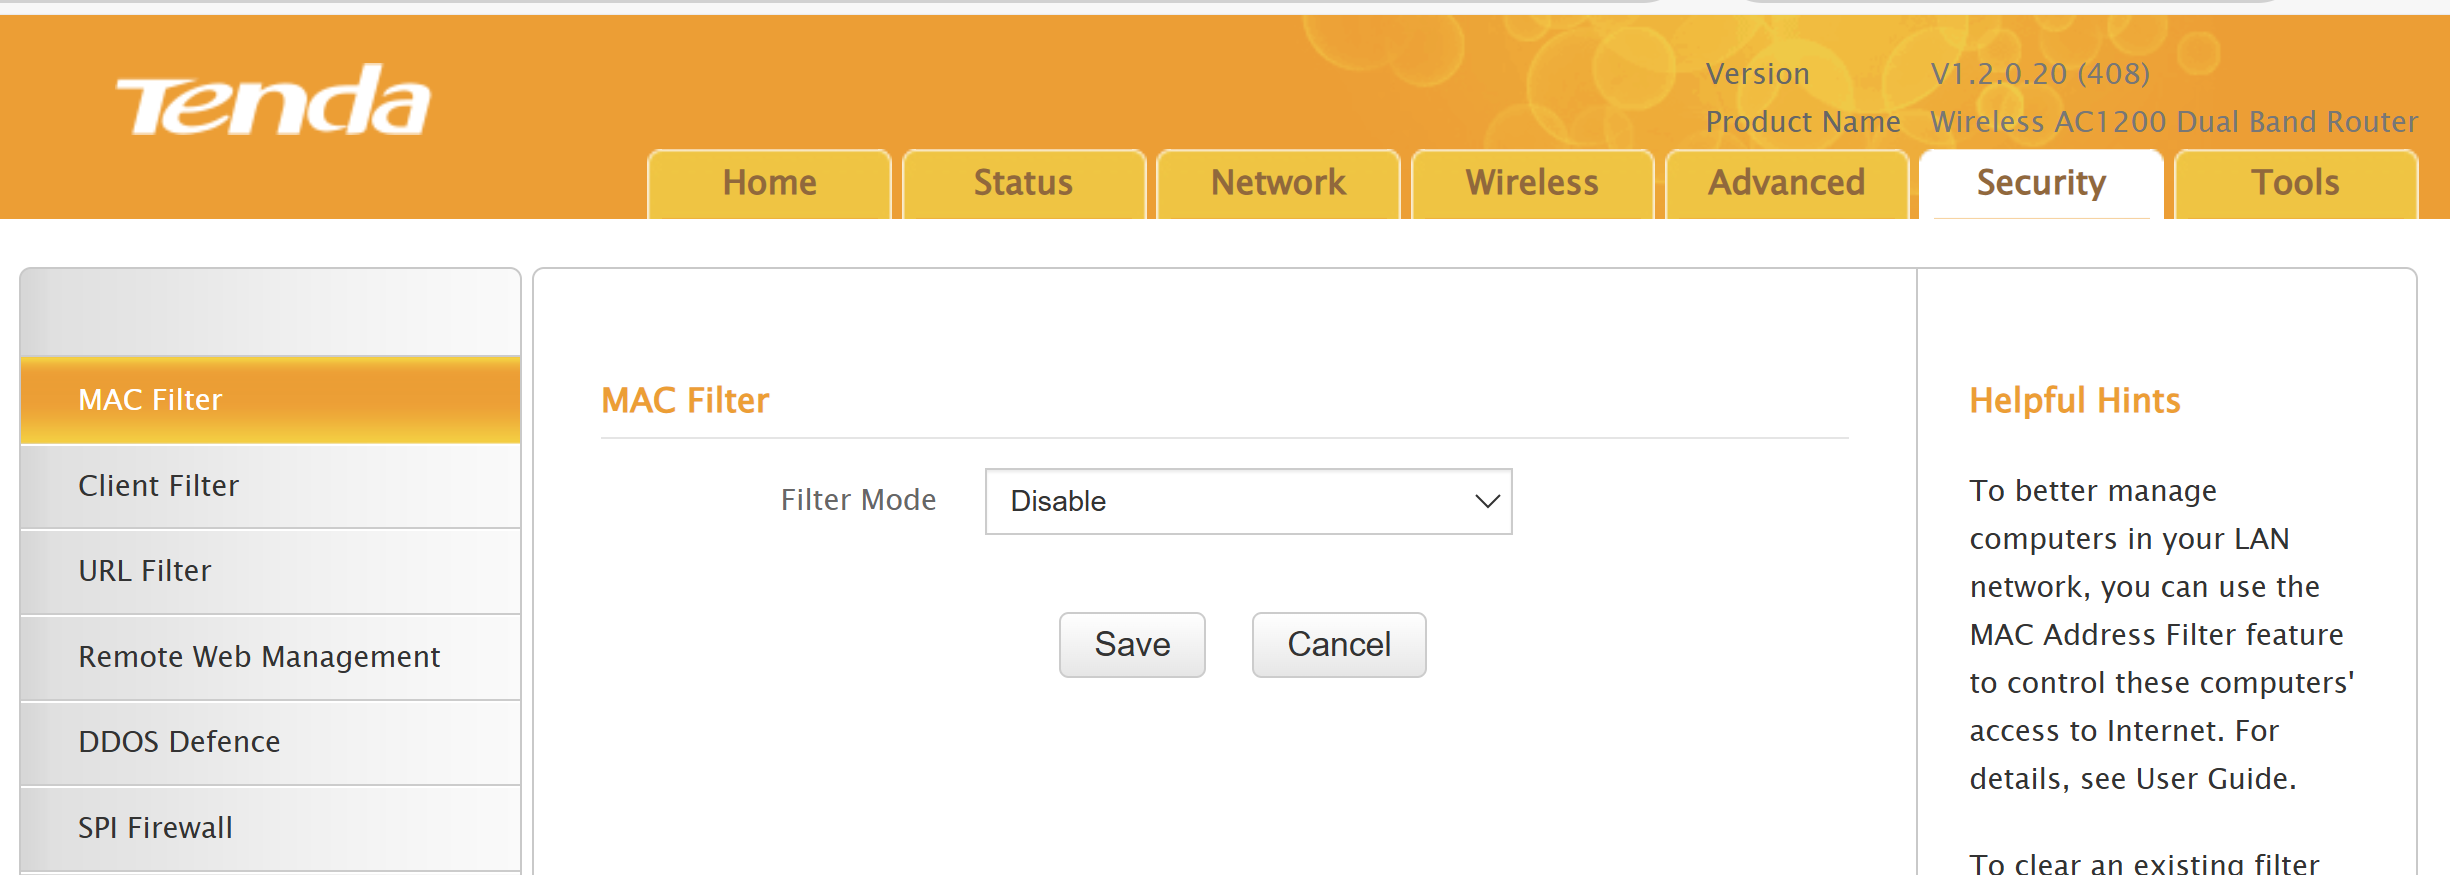 Tenda
Version V1.2.0.20 (408)
Product Name Wireless AC1200 Dual Band Router
Home Status Network Wireless Advanced Security Tools
MAC Filter
Client Filter
URL Filter
Remote Web Management
DDOS Defence
SPI Firewall
MAC Filter
Filter Mode Disable
Save Cancel
Helpful Hints
To better manage
computers in your LAN
network, you can use the
MAC Address Filter feature
to control these computers'
access to Internet. For
details, see User Guide.
To clear an existing filter